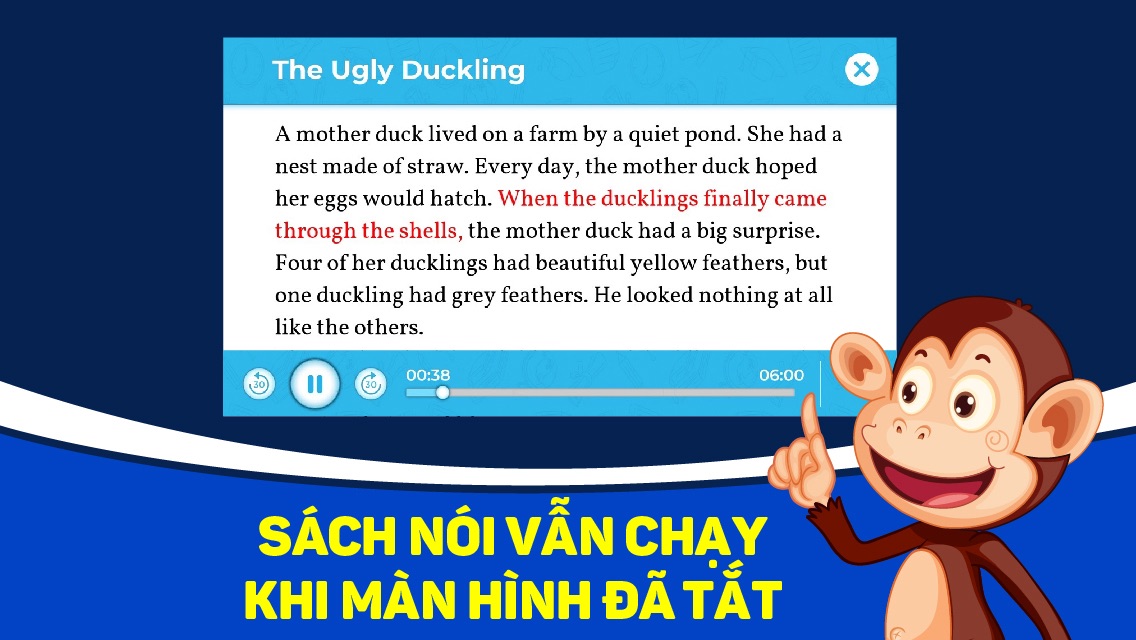 The Ugly Duckling
A mother duck lived on a farm by a quiet pond. She had a
nest made of straw. Every day, the mother duck hoped
her eggs would hatch. When the ducklings finally came
through the shells, the mother duck had a big surprise.
Four of her ducklings had beautiful yellow feathers, but
one duckling had grey feathers. He looked nothing at all
like the others.
30 30 00:38 06:00
SÁCH NÓI VẪN CHẠY
KHI MÀN HÌNH ĐÃ TẮT